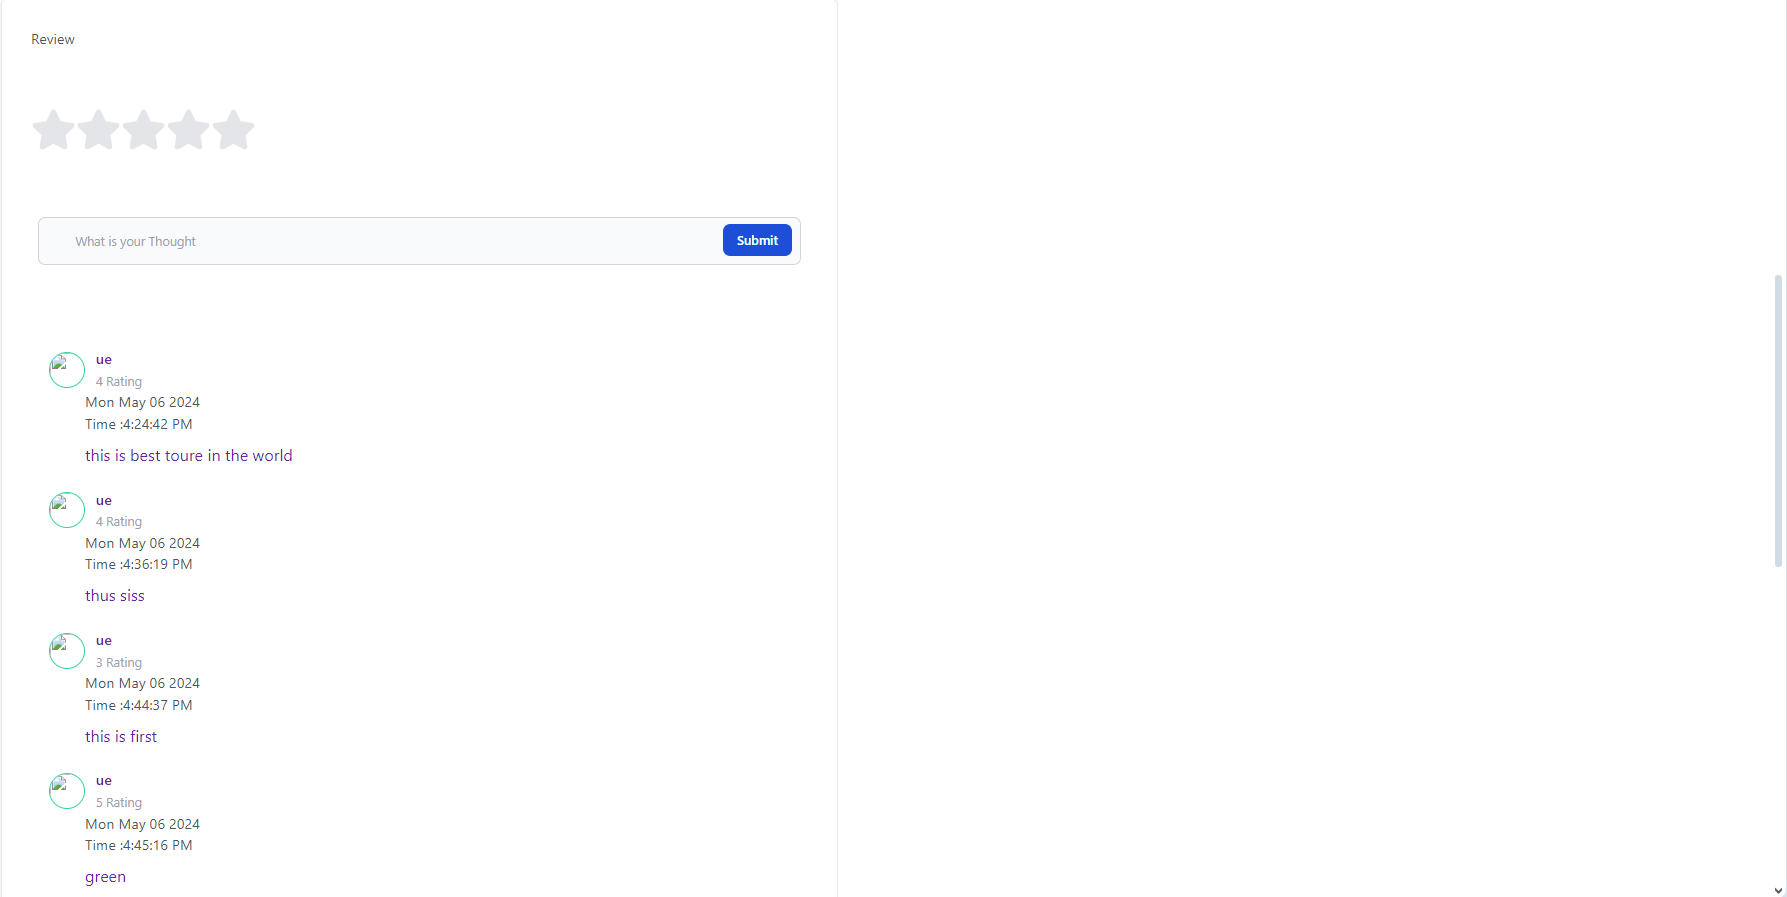 Review
What is your Thought
Submit
ue
4 Rating
Mon May 06 2024
Time :4:24:42 PM
this is best toure in the world
ue
4 Rating
Mon May 06 2024
Time :4:36:19 PM
thus siss
ue
3 Rating
Mon May 06 2024
Time :4:44:37 PM
this is first
ue
5 Rating
Mon May 06 2024
Time :4:45:16 PM
green